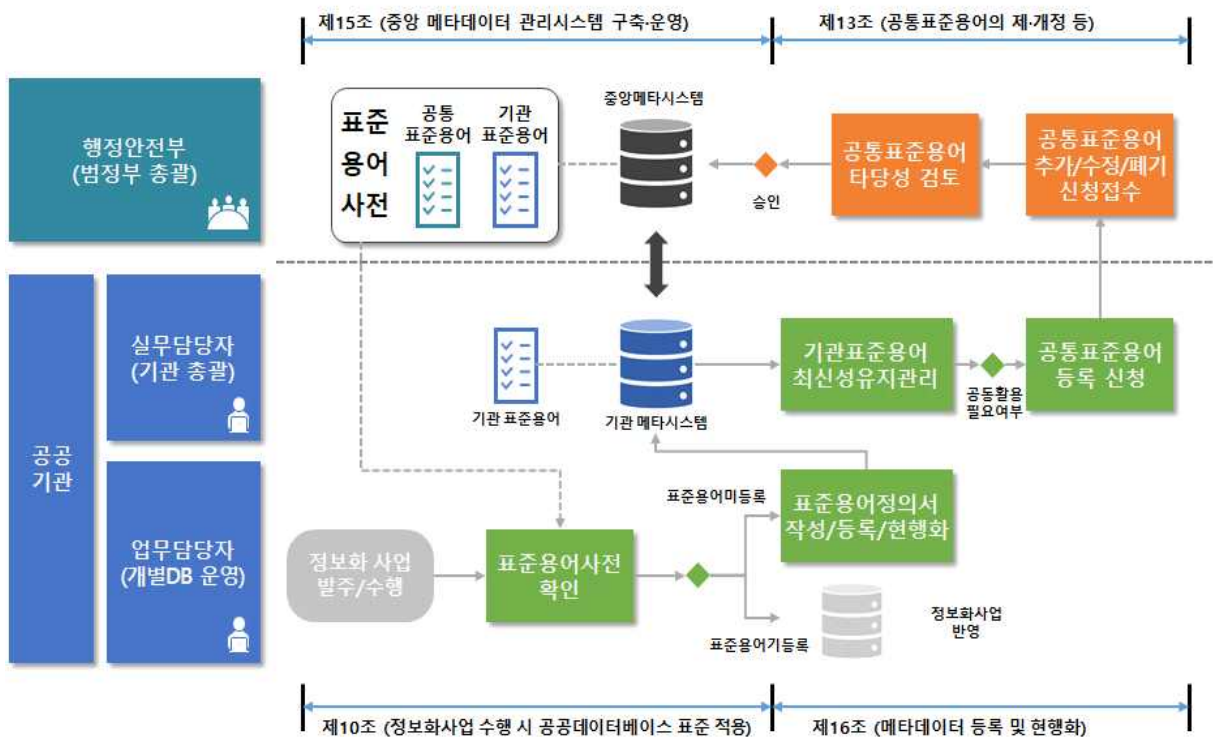 제15조 (중앙 메타데이터 관리시스템 구축·운영)
제13조 (공통표준용어의 제·개정 등)
행정안전부
(범정부 총괄)
표준
용어
사전
공통
표준용어
기관
표준용어
중앙메타시스템
승인
공통표준용어
타당성 검토
공통표준용어
추가/수정/폐기
신청접수
공공
기관
실무담당자
(기관 총괄)
기관 표준용어
기관 메타시스템
기관표준용어
최신성유지관리
공동활용
필요여부
공통표준용어
등록 신청
업무담당자
(개별DB 운영)
정보화 사업
발주/수행
표준용어사전
확인
표준용어미등록
표준용어정의서
작성/등록/현행화
표준용어기등록
정보화사업
반영
제10조 (정보화사업 수행 시 공공데이터베이스 표준 적용)
제16조 (메타데이터 등록 및 현행화)